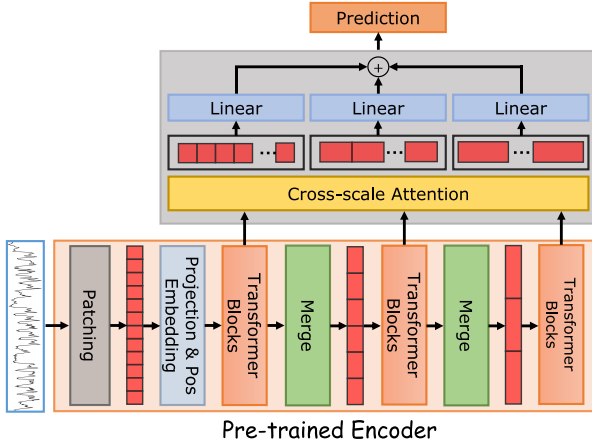 Prediction
+
Linear
Linear
Linear
...
...
...
Cross-scale Attention
Patching
Projection & Pos
Embedding
Transformer
Blocks
Merge
Transformer
Blocks
Merge
Transformer
Blocks
Pre-trained Encoder